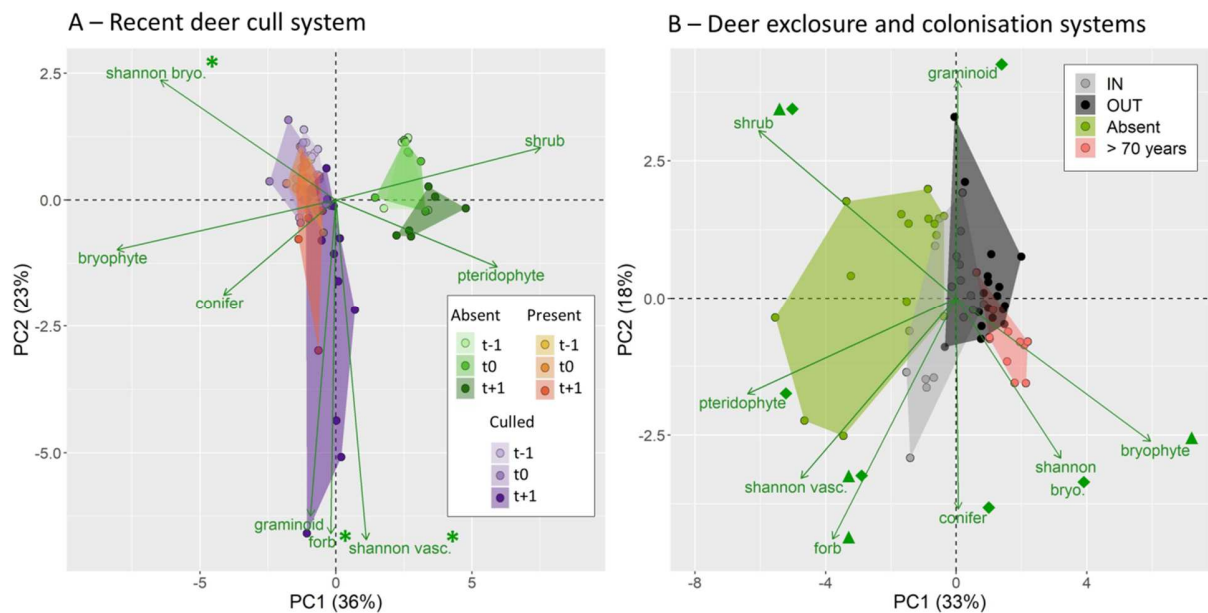 A – Recent deer cull system
2.5
0.0
-2.5
-5.0
PC2 (23%)
shannon bryo.
*
shrub
bryophyte
conifer
pteridophyte
graminoid
forb
*
shannon vasc.
*
Absent
Present
t-1
t-1
t0
t0
t+1
t+1
Culled
t-1
t0
t+1
-5
0
5
PC1 (36%)
B – Deer exclosure and colonisation systems
2.5
0.0
-2.5
PC2 (18%)
graminoid
shrub
pteridophyte
shannon vasc.
forb
conifer
shannon
bryo.
bryophyte
IN
OUT
Absent
> 70 years
-8
-4
0
4
PC1 (33%)